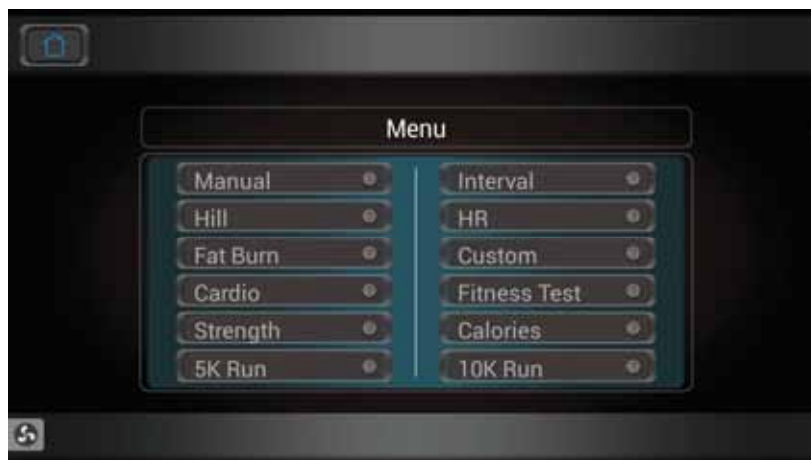 Menu
Manual
Hill
Fat Burn
Cardio
Strength
5K Run
Interval
HR
Custom
Fitness Test
Calories
10K Run